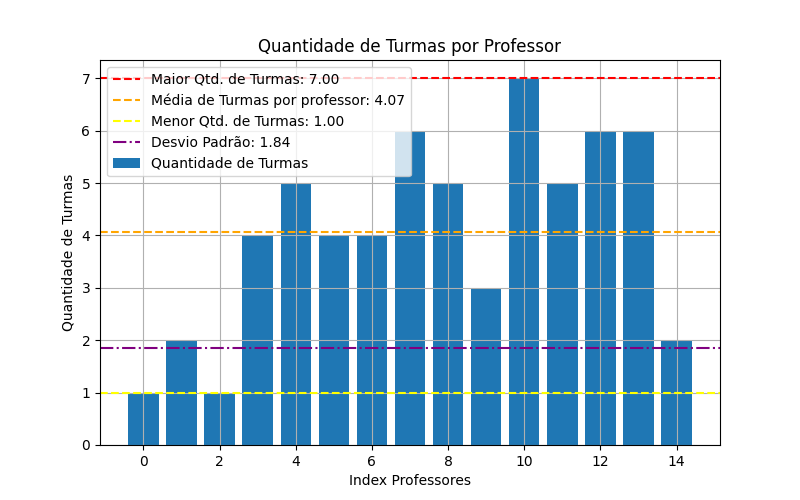 Quantidade de Turmas por Professor
Maior Qtd. de Turmas: 7.00
Média de Turmas por professor: 4.07
Menor Qtd. de Turmas: 1.00
Desvio Padrão: 1.84
Quantidade de Turmas
Quantidade de Turmas
7
6
5
4
3
2
1
0
0 2 4 6 8 10 12 14
Index Professores